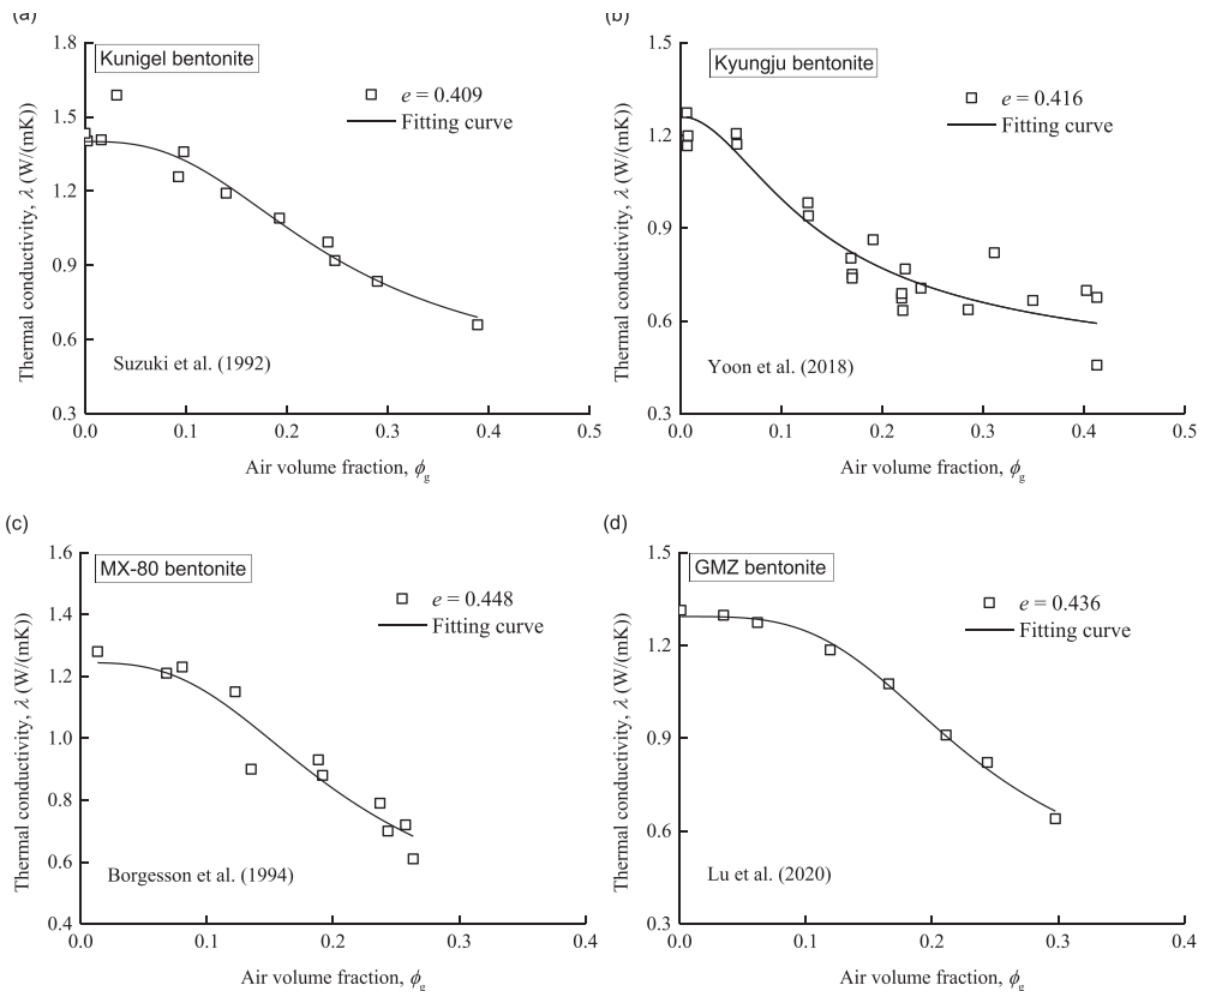 (a)
Kunigel bentonite
e = 0.409
Fitting curve
Suzuki et al. (1992)
Thermal conductivity, λ (W/(mK))
1.8
1.5
1.2
0.9
0.6
0.3
0.0 0.1 0.2 0.3 0.4 0.5
Air volume fraction, ϕg
(b)
Kyungju bentonite
e = 0.416
Fitting curve
Yoon et al. (2018)
Thermal conductivity, λ (W/(mK))
1.5
1.2
0.9
0.6
0.3
0.0 0.1 0.2 0.3 0.4 0.5
Air volume fraction, ϕg
(c)
MX-80 bentonite
e = 0.448
Fitting curve
Borgesson et al. (1994)
Thermal conductivity, λ (W/(mK))
1.6
1.4
1.2
1.0
0.8
0.6
0.4
0.0 0.1 0.2 0.3 0.4
Air volume fraction, ϕg
(d)
GMZ bentonite
e = 0.436
Fitting curve
Lu et al. (2020)
Thermal conductivity, λ (W/(mK))
1.5
1.2
0.9
0.6
0.3
0.0 0.1 0.2 0.3 0.4
Air volume fraction, ϕg